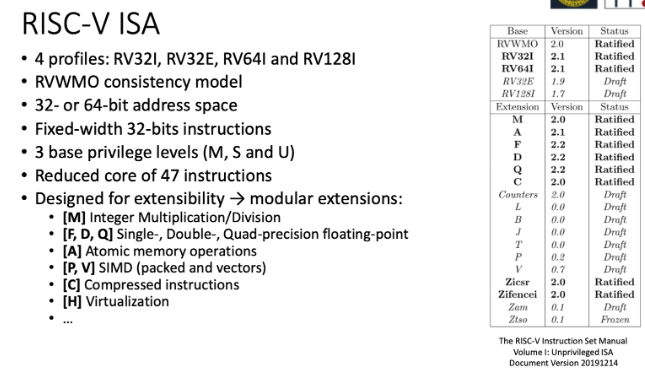 RISC-V ISA
• 4 profiles: RV32I, RV32E, RV64I and RV128I
• RVWMO consistency model
• 32- or 64-bit address space
• Fixed-width 32-bits instructions
• 3 base privilege levels (M, S and U)
• Reduced core of 47 instructions
• Designed for extensibility → modular extensions:
• [M] Integer Multiplication/Division
• [F, D, Q] Single-, Double-, Quad-precision floating-point
• [A] Atomic memory operations
• [P, V] SIMD (packed and vectors)
• [C] Compressed instructions
• [H] Virtualization
• ...
Base Version Status
RVWMO 2.0 Ratified
RV32I 2.1 Ratified
RV64I 2.1 Ratified
RV32E 1.9 Draft
RV128I 1.7 Draft
Extension Version Status
M 2.0 Ratified
A 2.1 Ratified
F 2.2 Ratified
D 2.2 Ratified
Q 2.2 Ratified
C 2.0 Ratified
Counters 2.0 Draft
L 0.0 Draft
B 0.0 Draft
J 0.0 Draft
T 0.0 Draft
P 0.2 Draft
V 0.7 Draft
Zicsr 2.0 Ratified
Zifencei 2.0 Ratified
Zam 0.1 Draft
Ztso 0.1 Frozen
The RISC-V Instruction Set Manual
Volume I: Unprivileged ISA
Document Version 20191214